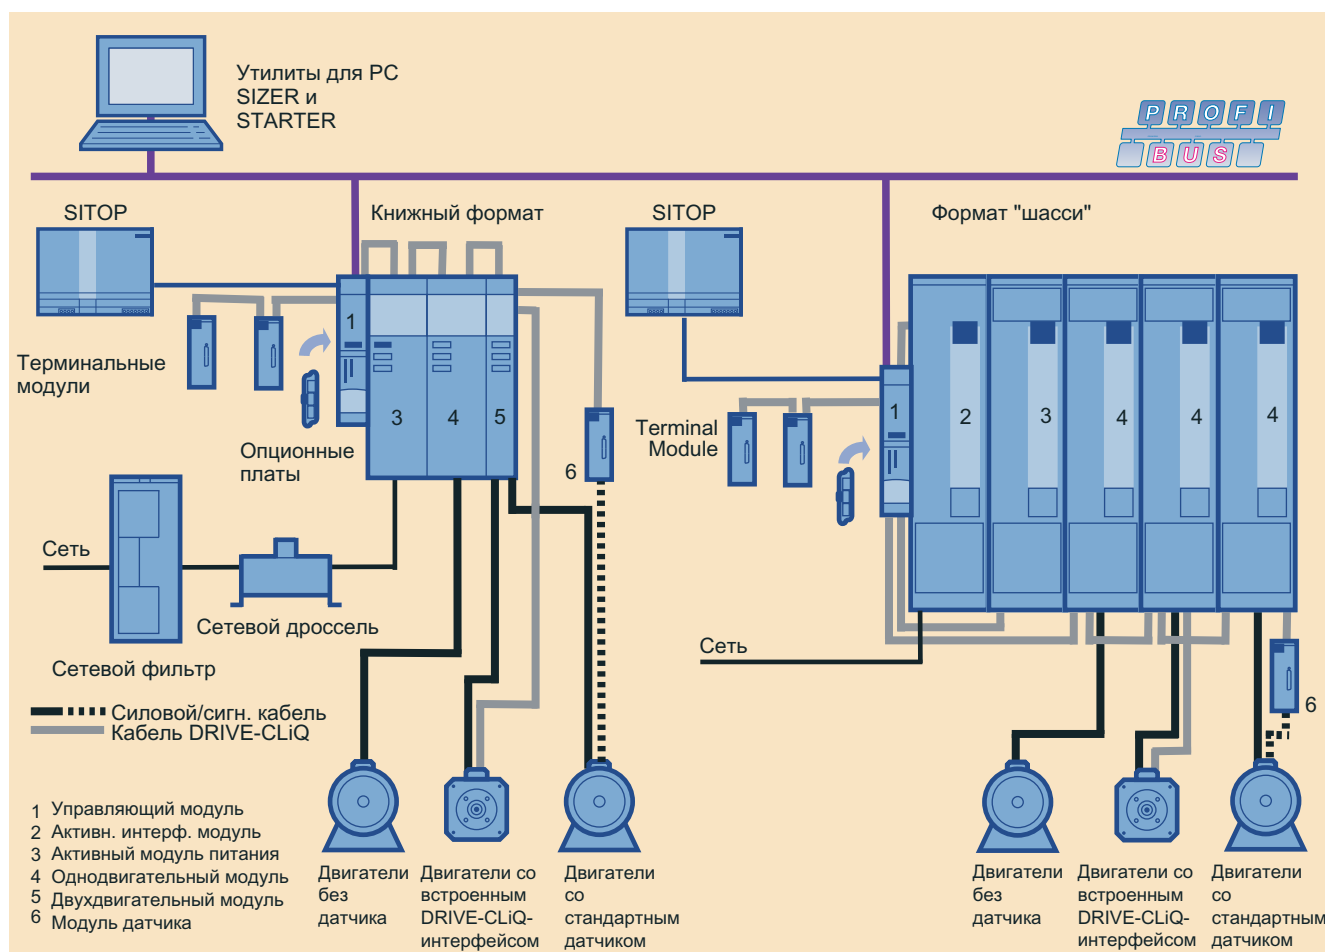 Утилиты для PC
SIZER и
STARTER
PROFI
BUS
SITOP
Книжный формат
SITOP
Формат "шасси"
Терминальные
модули
1
3
4
5
Опционные
платы
6
Terminal
Module
1
2
3
4
4
4
Сеть
Сетевой дроссель
Сетевой фильтр
Сеть
6
Силовой/сигн. кабель
Кабель DRIVE-CLiQ
1 Управляющий модуль
2 Активн. интерф. модуль
3 Активный модуль питания
4 Однодвигательный модуль
5 Двухдвигательный модуль
6 Модуль датчика
Двигатели
без
датчика
Двигатели со
встроенным
DRIVE-CLiQ-
интерфейсом
Двигатели
со
стандартным
датчиком
Двигатели
без
датчика
Двигатели со
встроенным
DRIVE-CLiQ-
интерфейсом
Двигатели
со
стандартным
датчиком